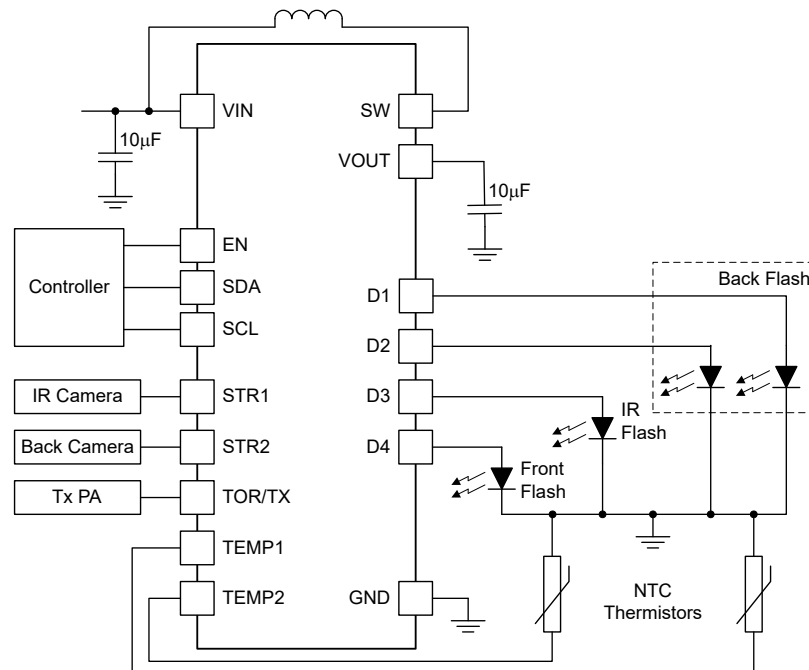 VIN
SW
10μF
VOUT
10μF
EN
Controller
SDA
SCL
D1
Back Flash
D2
IR Camera
STR1
D3
IR
Flash
Back Camera
STR2
D4
Front
Flash
Tx PA
TOR/TX
TEMP1
TEMP2
GND
NTC
Thermistors